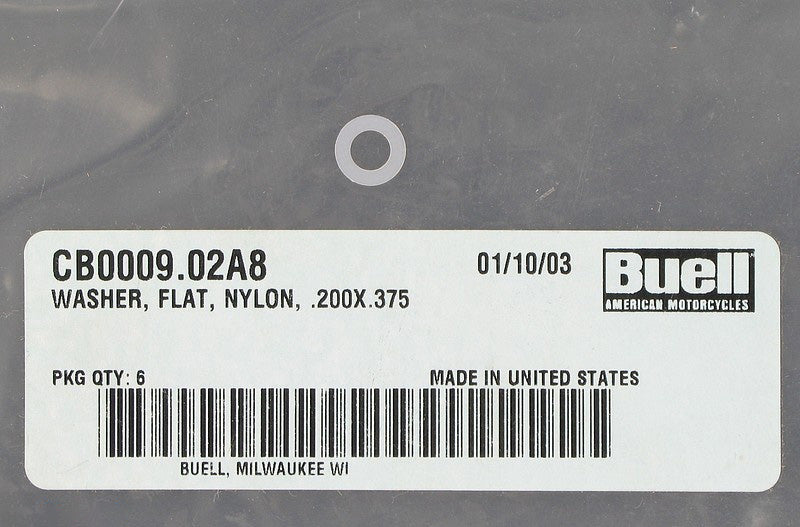 CB0009.02A8 01/10/03 Buell
WASHER, FLAT, NYLON, .200X.375 AMERICAN MOTORCYCLES
PKG QTY: 6 MADE IN UNITED STATES
BUELL, MILWAUKEE WI